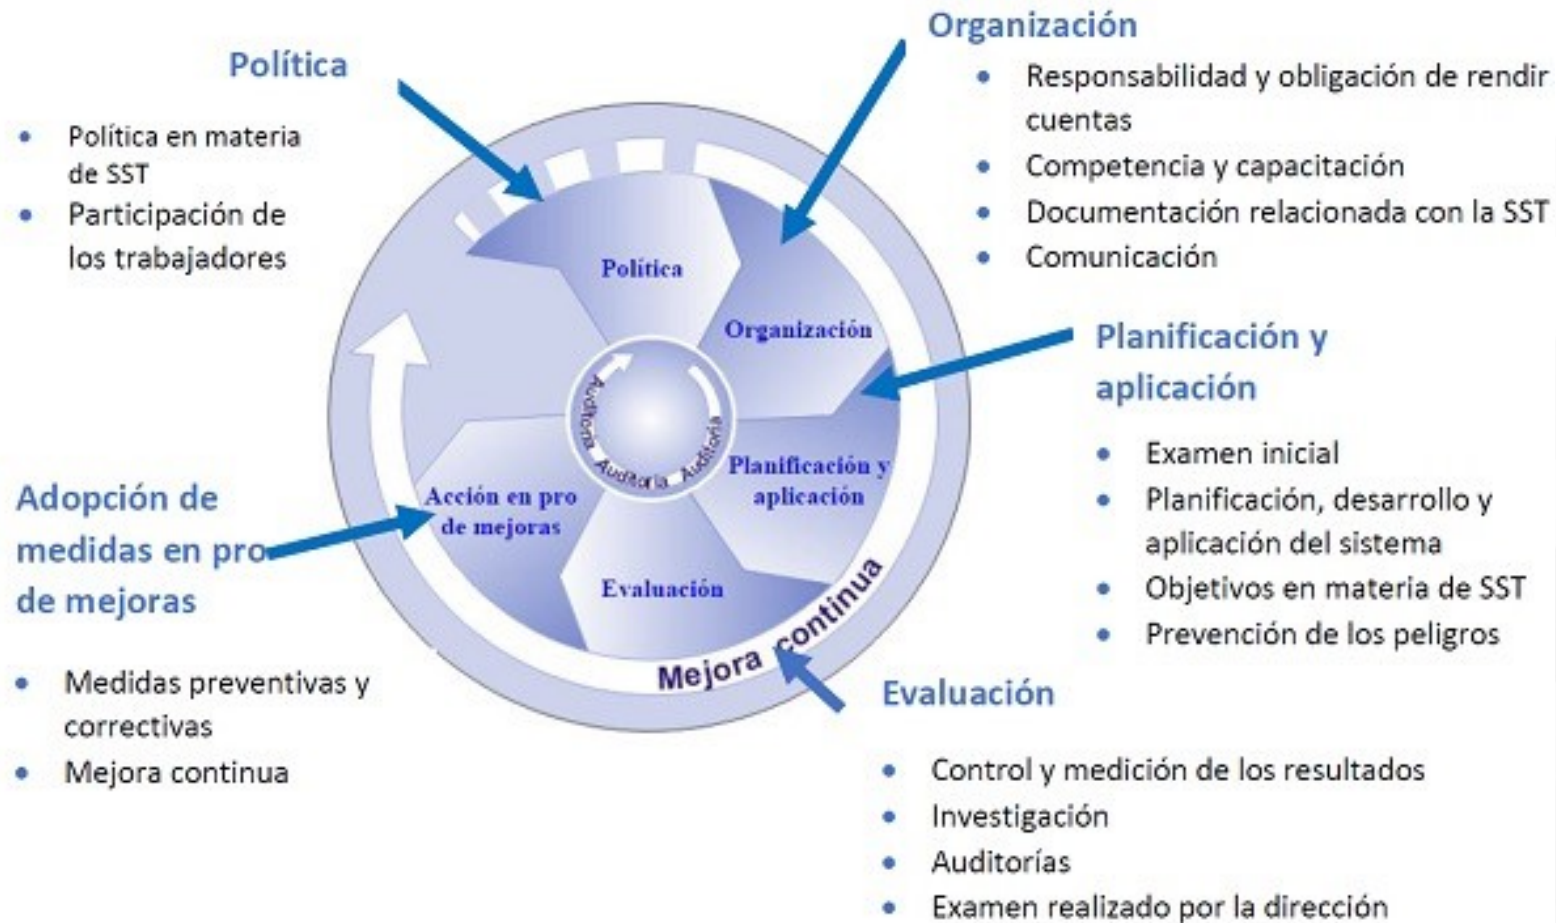 Política
Política en materia
de SST
Participación de
los trabajadores
Organización
Responsabilidad y obligación de rendir
cuentas
Competencia y capacitación
Documentación relacionada con la SST
Comunicación
Planificación y
aplicación
Examen inicial
Planificación, desarrollo y
aplicación del sistema
Objetivos en materia de SST
Prevención de los peligros
Evaluación
Control y medición de los resultados
Investigación
Auditorías
Examen realizado por la dirección
Adopción de
medidas en pro
de mejoras
Medidas preventivas y
correctivas
Mejora continua
Política
Organización
Planificación y
aplicación
Evaluación
Acción en pro
de mejoras
Auditoría Auditoría Auditoría
Mejora continua